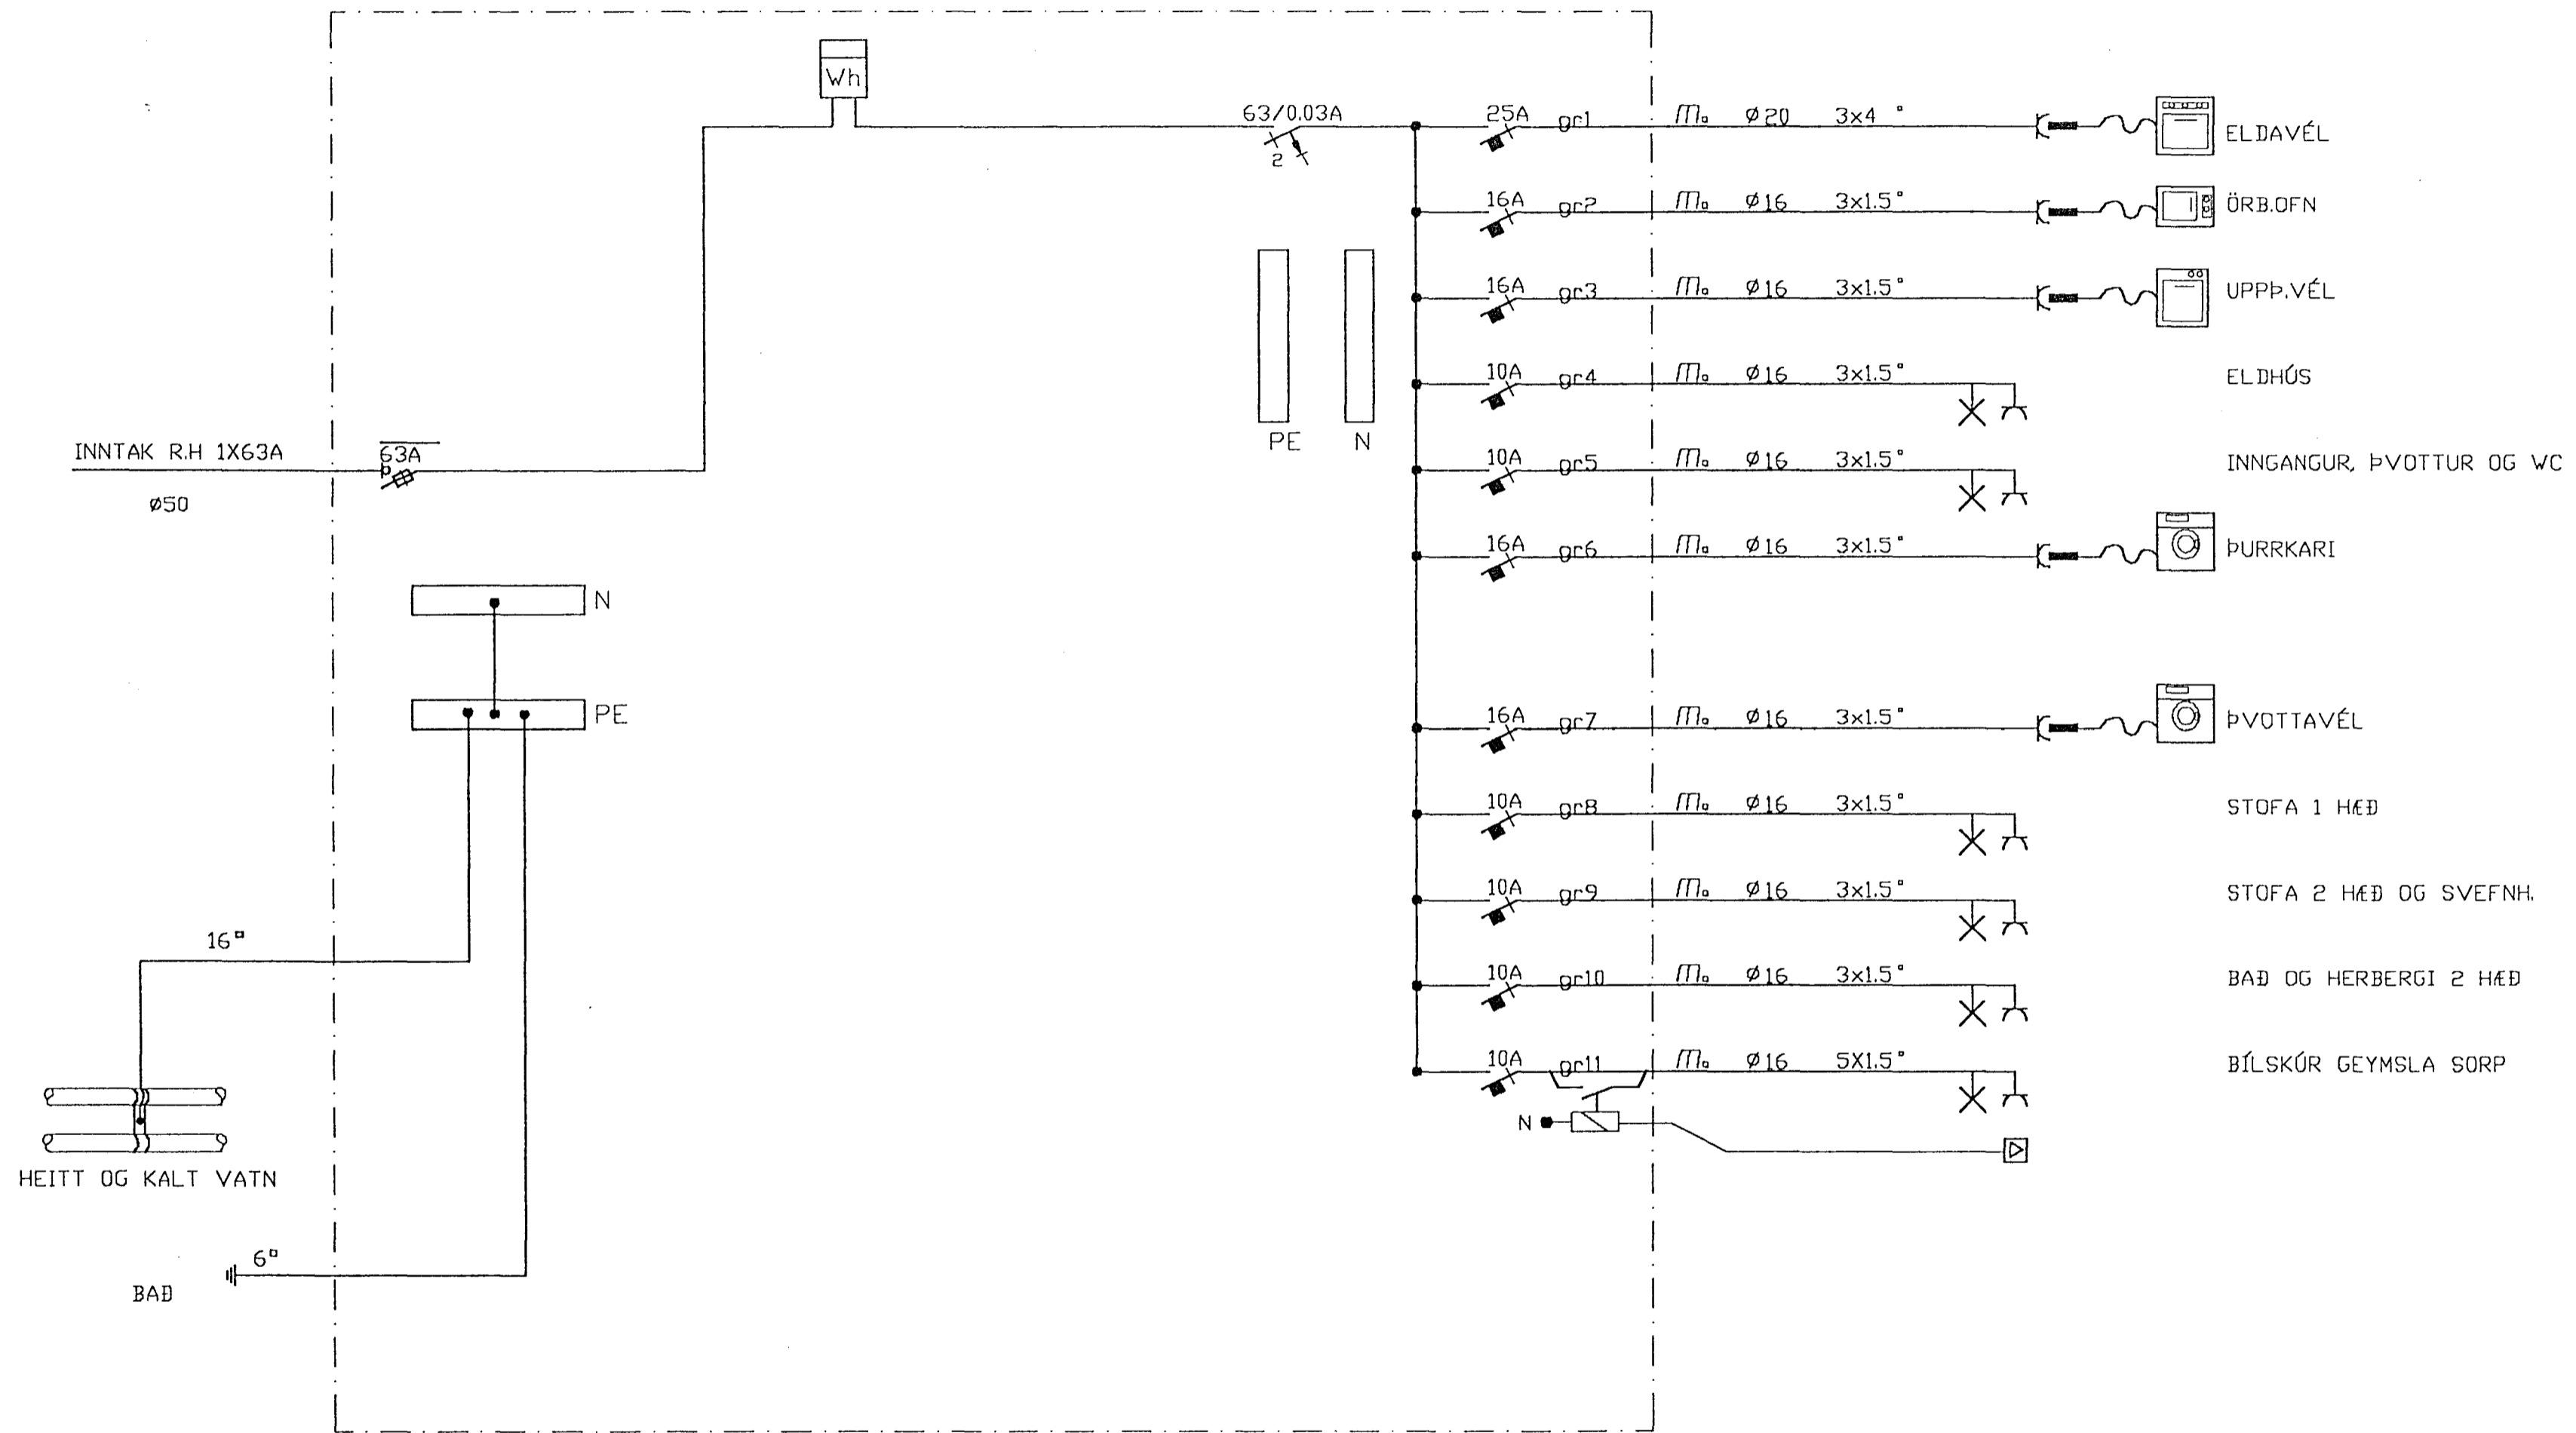 Wh
63/0.03A
2
25A gr1 m▫ ø20 3x4▫ ELDAVÉL
16A gr2 m▫ ø16 3x1.5▫ ÖRB.OFN
16A gr3 m▫ ø16 3x1.5▫ UPPÞ.VÉL
10A gr4 m▫ ø16 3x1.5▫ ELDHÚS
PE N
INNTAK R.H 1X63A
63A
ø50
10A gr5 m▫ ø16 3x1.5▫ INNGANGUR, ÞVOTTUR OG WC
16A gr6 m▫ ø16 3x1.5▫ ÞURRKARI
N
PE
16A gr7 m▫ ø16 3x1.5▫ ÞVOTTAVÉL
10A gr8 m▫ ø16 3x1.5▫ STOFA 1 HÆÐ
10A gr9 m▫ ø16 3x1.5▫ STOFA 2 HÆÐ OG SVEFNH.
16▫
10A gr10 m▫ ø16 3x1.5▫ BAÐ OG HERBERGI 2 HÆÐ
10A gr11 m▫ ø16 5X1.5▫ BÍLSKÚR GEYMSLA SORP
N
HEITT OG KALT VATN
6▫
BAÐ